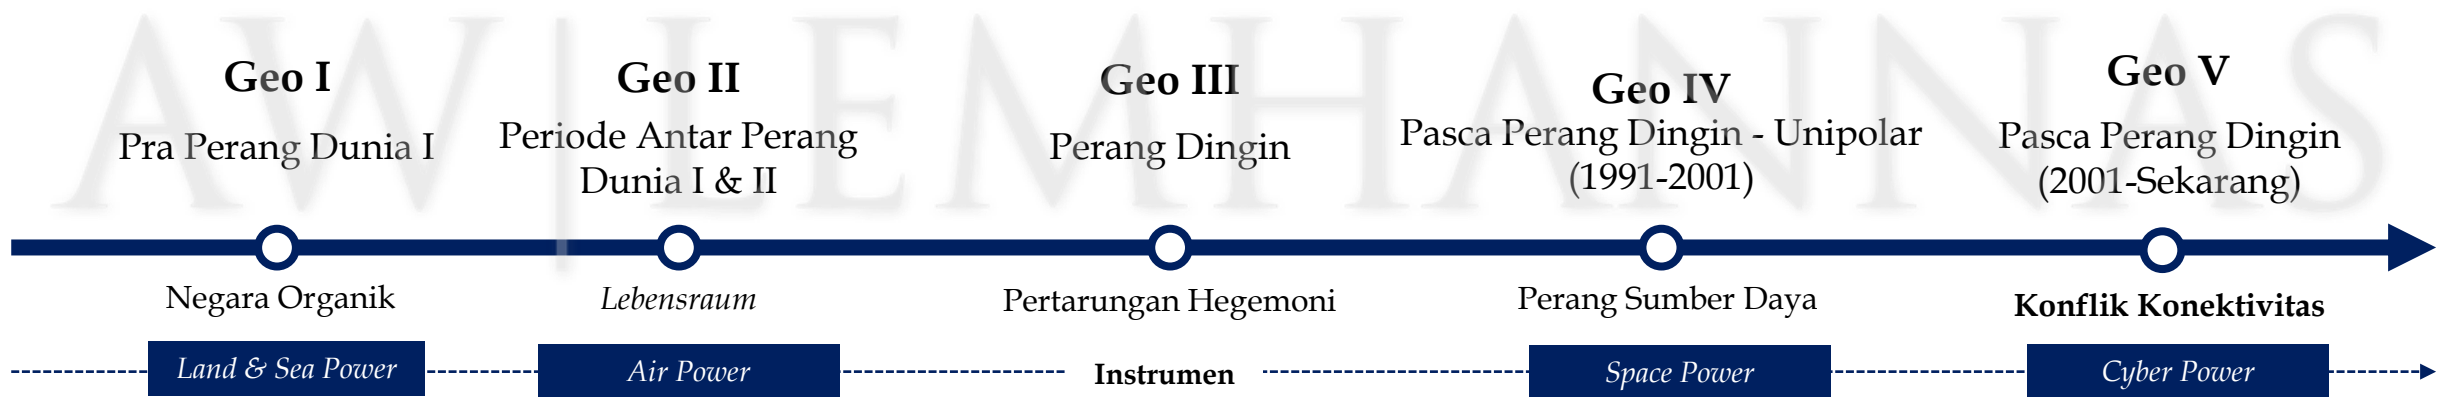 AW | LEMHANNAS
Geo I
Pra Perang Dunia I
Negara Organik
Land & Sea Power
Geo II
Periode Antar Perang
Dunia I & II
Lebensraum
Air Power
Geo III
Perang Dingin
Pertarungan Hegemoni
Instrumen
Geo IV
Pasca Perang Dingin - Unipolar
(1991-2001)
Perang Sumber Daya
Space Power
Geo V
Pasca Perang Dingin
(2001-Sekarang)
Konflik Konektivitas
Cyber Power